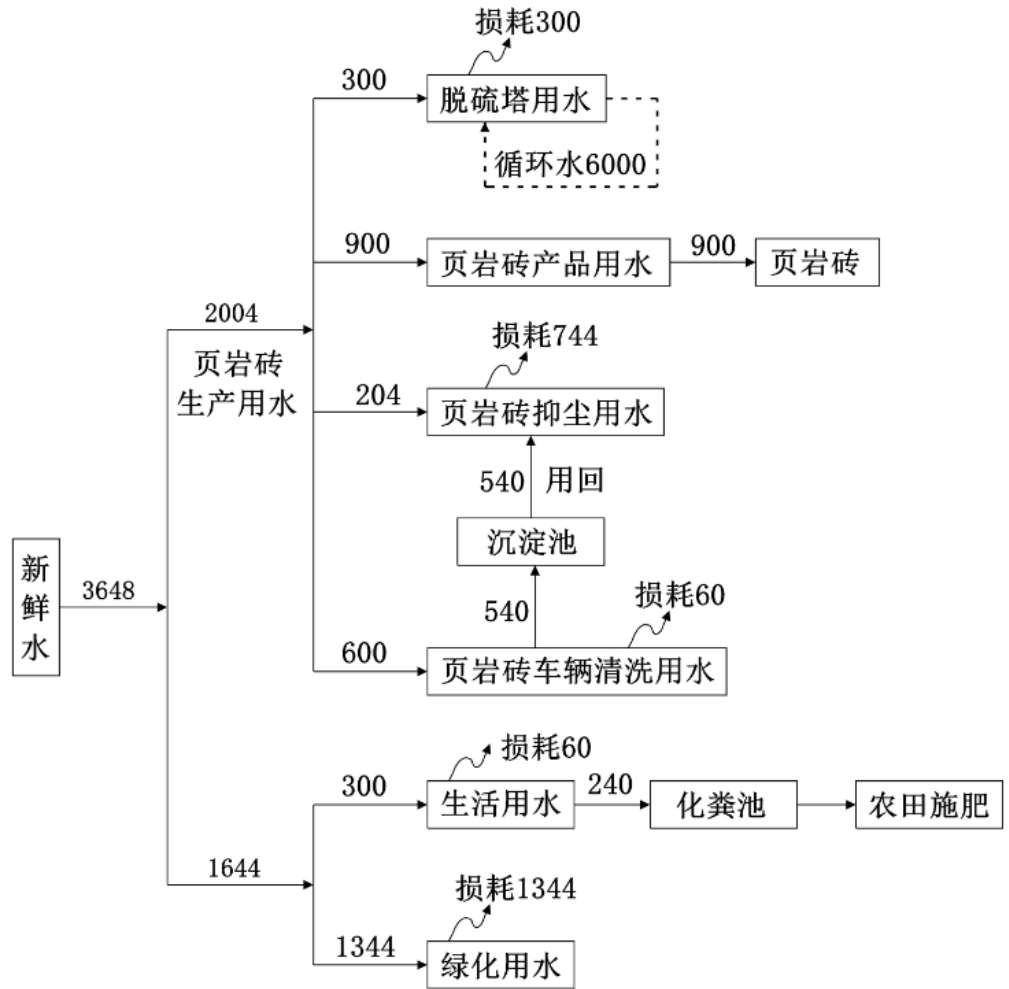 损耗300
300
脱硫塔用水
循环水6000
900
页岩砖产品用水
900
页岩砖
2004
页岩砖
生产用水
损耗744
204
页岩砖抑尘用水
540
用回
沉淀池
新鲜水
3648
540
损耗60
600
页岩砖车辆清洗用水
损耗60
300
生活用水
240
化粪池
农田施肥
1644
损耗1344
1344
绿化用水